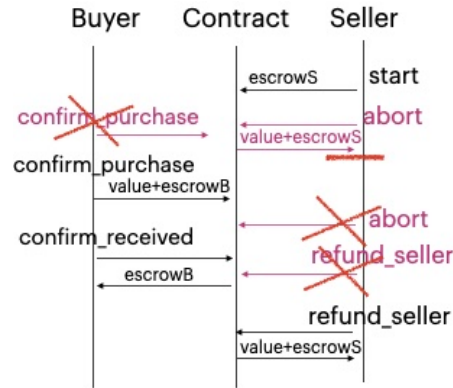 Buyer Contract Seller
escrowS start
confirm_purchase abort
value+escrowS
confirm_purchase
value+escrowB
abort
confirm_received
refund_seller
escrowB
refund_seller
value+escrowS